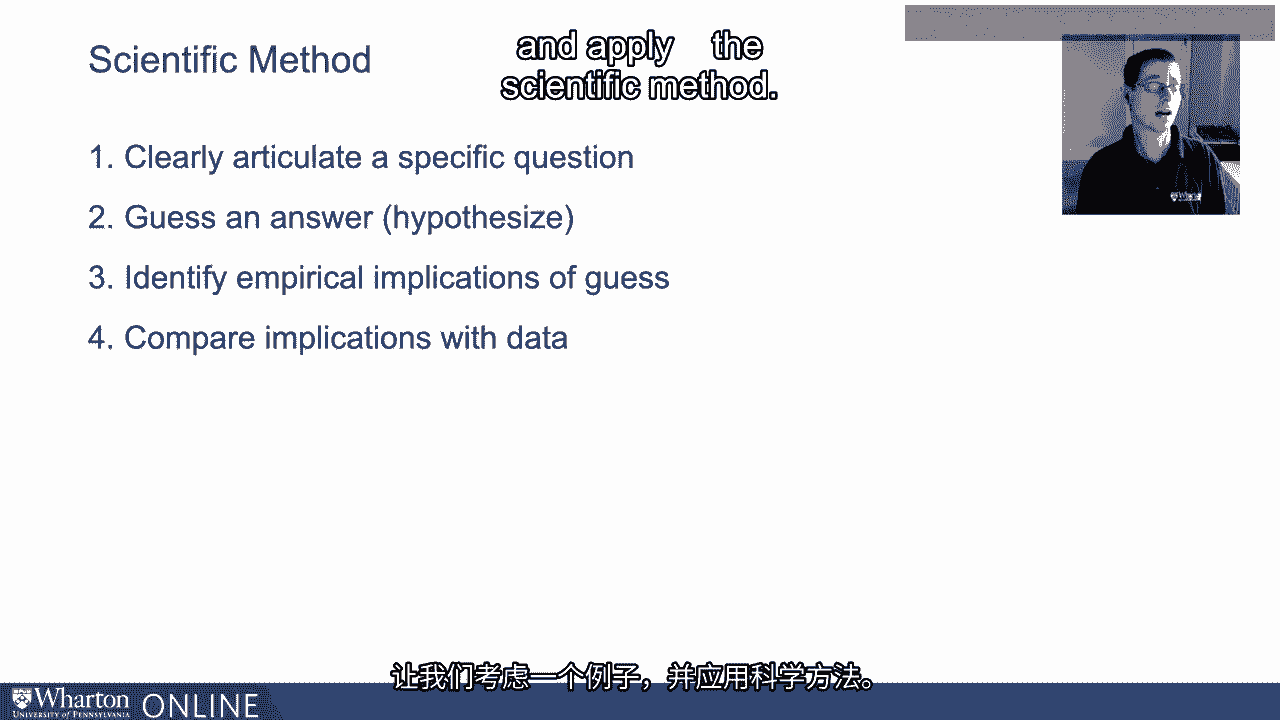 Scientific Method
and apply the
scientific method.
1. Clearly articulate a specific question
2. Guess an answer (hypothesize)
3. Identify empirical implications of guess
4. Compare implications with data
Wharton
让我们考虑一个例子，并应用科学方法。
Wharton
UNIVERSITY of PENNSYLVANIA
ONLINE